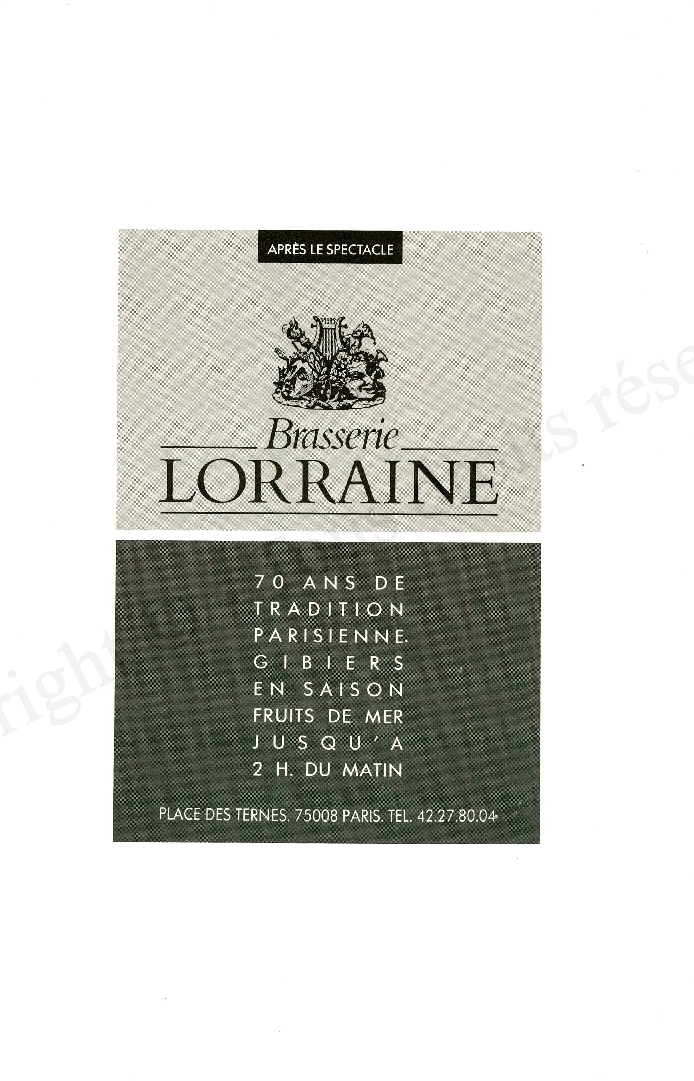 APRÈS LE SPECTACLE
Brasserie
LORRAINE
70 ANS DE
TRADITION
PARISIENNE.
GIBIERS
EN SAISON
FRUITS DE MER
JUSQU'A
2 H. DU MATIN
PLACE DES TERNES. 75008 PARIS. TEL. 42.27.80.04